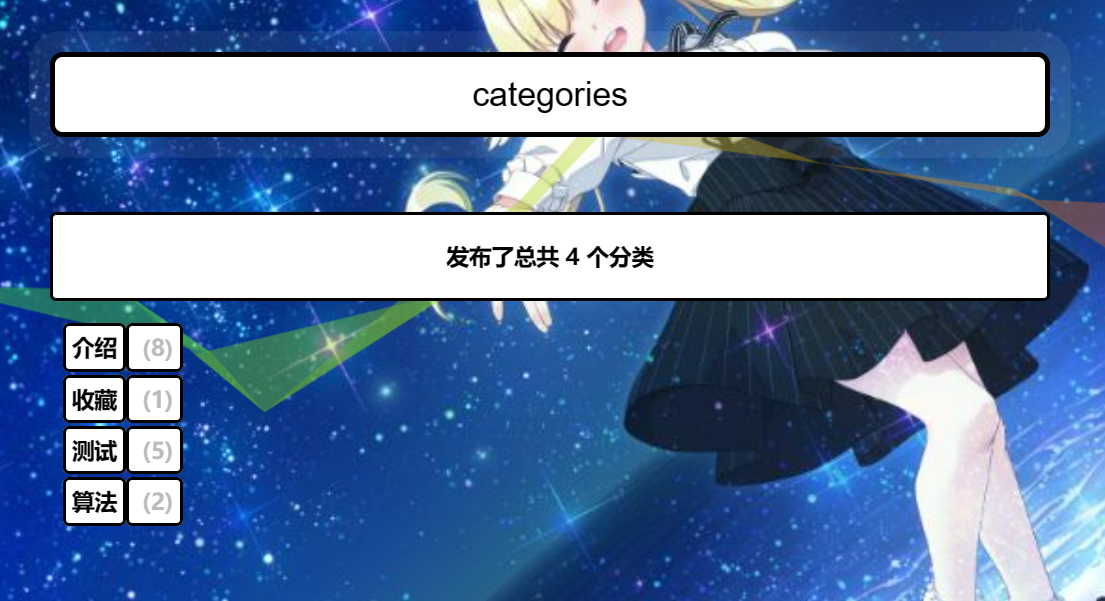 categories
发布了总共 4 个分类
介绍 (8)
收藏 (1)
测试 (5)
算法 (2)